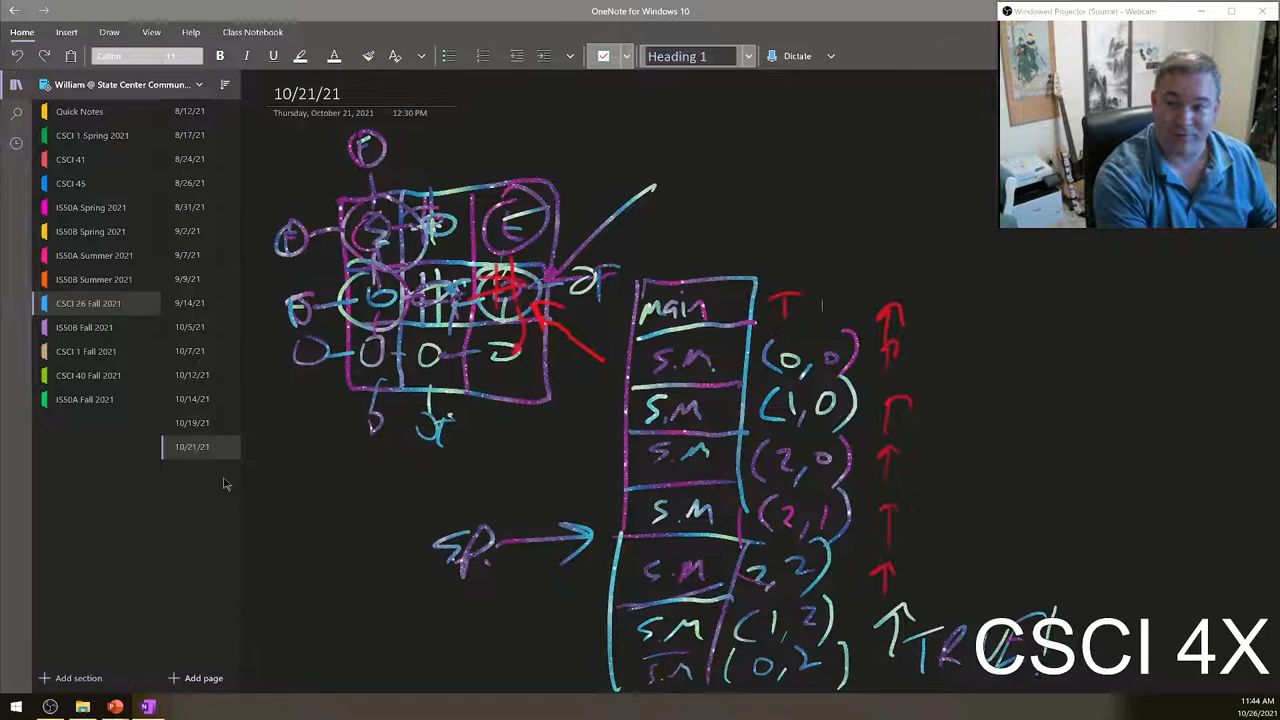 OneNote for Windows 10
Windowed Projector (Source) - Webcam
Home Insert Draw View Help Class Notebook
Calibri 11 B I U A Heading 1 Dictate
William @ State Center Commun...
Quick Notes
CSCI 1 Spring 2021
CSCI 41
CSCI 45
IS50A Spring 2021
IS50B Spring 2021
IS50A Summer 2021
IS50B Summer 2021
CSCI 26 Fall 2021
IS50B Fall 2021
CSCI 1 Fall 2021
CSCI 40 Fall 2021
IS50A Fall 2021
+ Add section
8/12/21
8/17/21
8/24/21
8/26/21
8/31/21
9/2/21
9/7/21
9/9/21
9/14/21
10/5/21
10/7/21
10/12/21
10/14/21
10/19/21
10/21/21
+ Add page
10/21/21
Thursday, October 21, 2021 12:30 PM
main T
S.M. (0,0)
S.M (1,0)
S.M (2,0)
S.M (2,1)
S.M (2,2)
S.M (1,2)
S.M (0,2)
S.P.
CSCI 4X
11:44 AM
10/26/2021